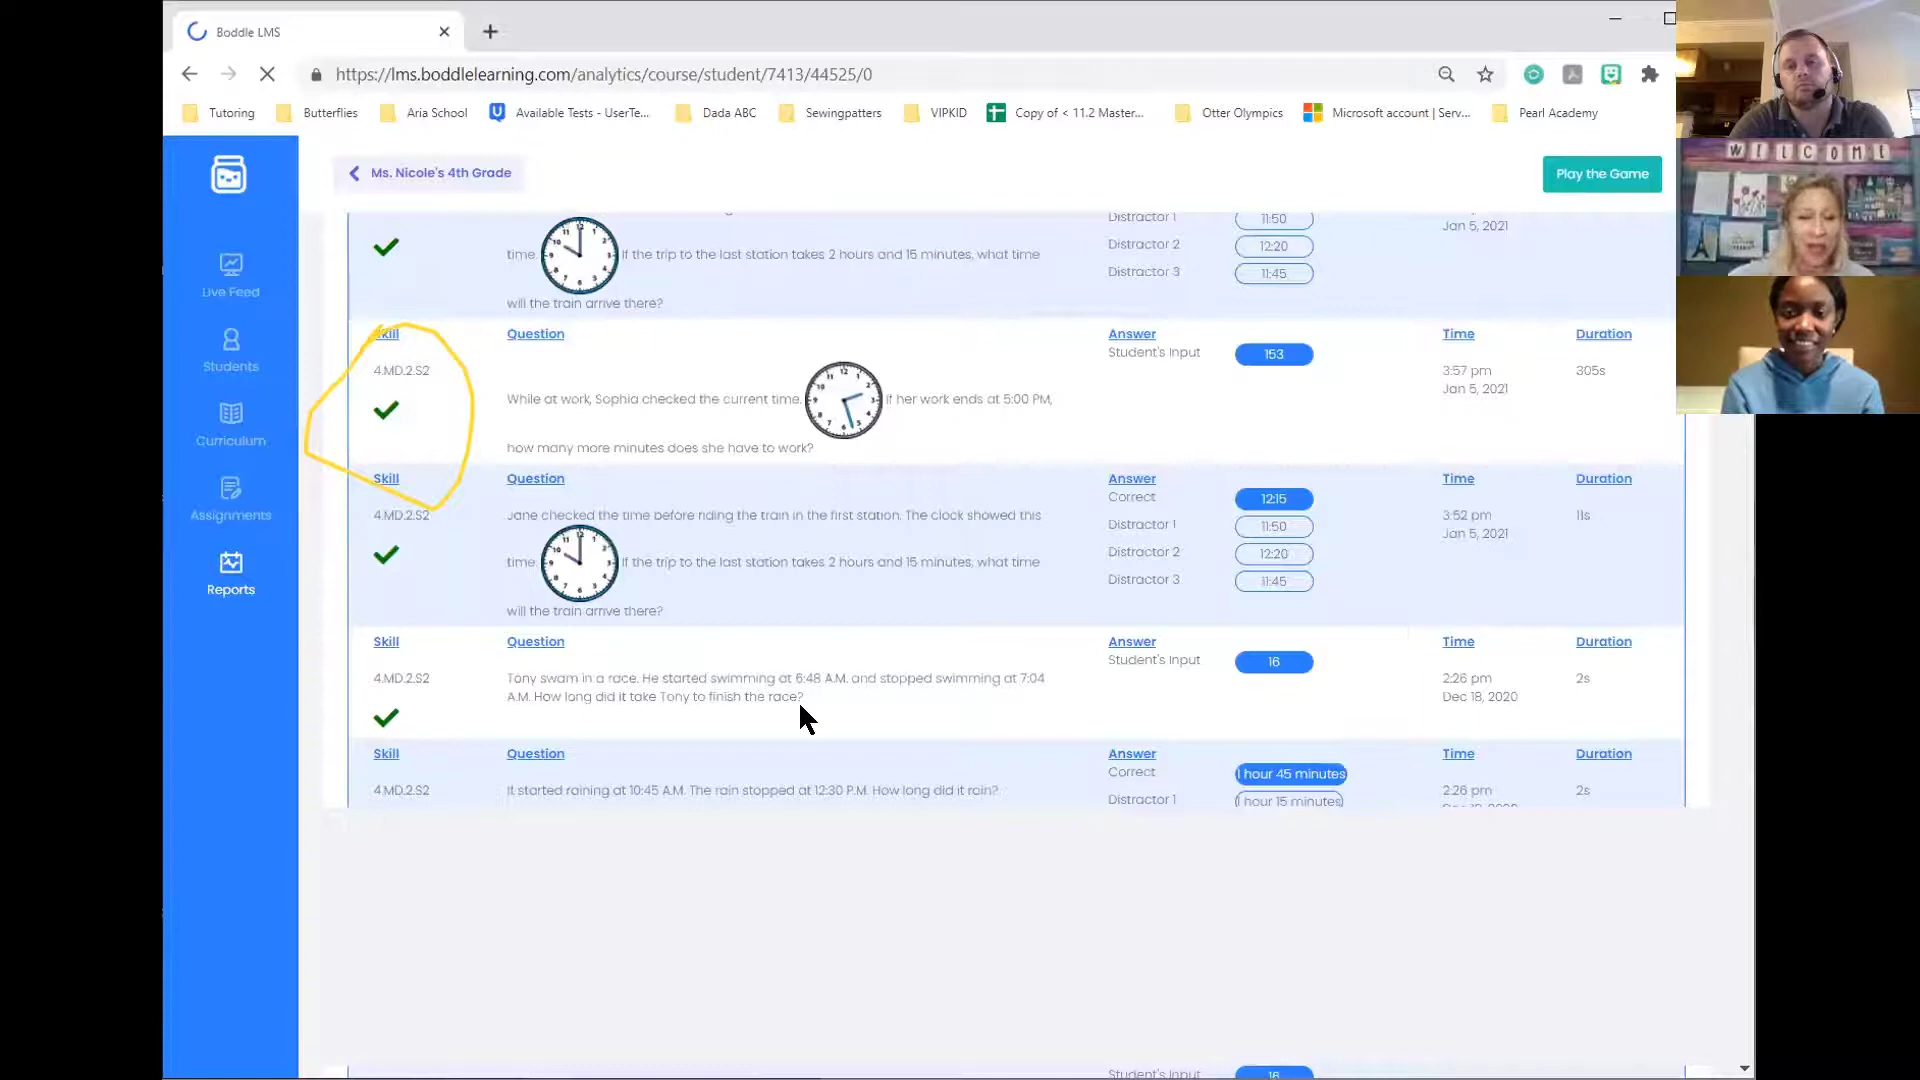 Boddle LMS
https://lms.boddlelearning.com/analytics/course/student/7413/44525/0
Tutoring Butterflies Aria School Available Tests - UserTe... Dada ABC Sewingpatters VIPKID Copy of < 11.2 Master... Otter Olympics Microsoft account | Serv... Pearl Academy
WELCOME
Ms. Nicole's 4th Grade
Play the Game
Live Feed
Students
Curriculum
Assignments
Reports
Distractor 1 11:50
Jan 5, 2021
Distractor 2 12:20
time. If the trip to the last station takes 2 hours and 15 minutes, what time
Distractor 3 11:45
will the train arrive there?
Skill Question Answer Time Duration
Student's Input 153
4.MD.2.S2 3:57 pm 305s
Jan 5, 2021
While at work, Sophia checked the current time. If her work ends at 5:00 PM,
how many more minutes does she have to work?
Skill Question Answer Time Duration
Correct 12:15
4.MD.2.S2 Jane checked the time before riding the train in the first station. The clock showed this 3:52 pm 11s
Distractor 1 11:50
Jan 5, 2021
Distractor 2 12:20
time. If the trip to the last station takes 2 hours and 15 minutes, what time
Distractor 3 11:45
will the train arrive there?
Skill Question Answer Time Duration
Student's Input 16
4.MD.2.S2 Tony swam in a race. He started swimming at 6:48 A.M. and stopped swimming at 7:04 2:26 pm 2s
A.M. How long did it take Tony to finish the race? Dec 18, 2020
Skill Question Answer Time Duration
Correct 1 hour 45 minutes
4.MD.2.S2 It started raining at 10:45 A.M. The rain stopped at 12:30 P.M. How long did it rain? 2:26 pm 2s
Distractor 1 1 hour 15 minutes
Student's Input 16